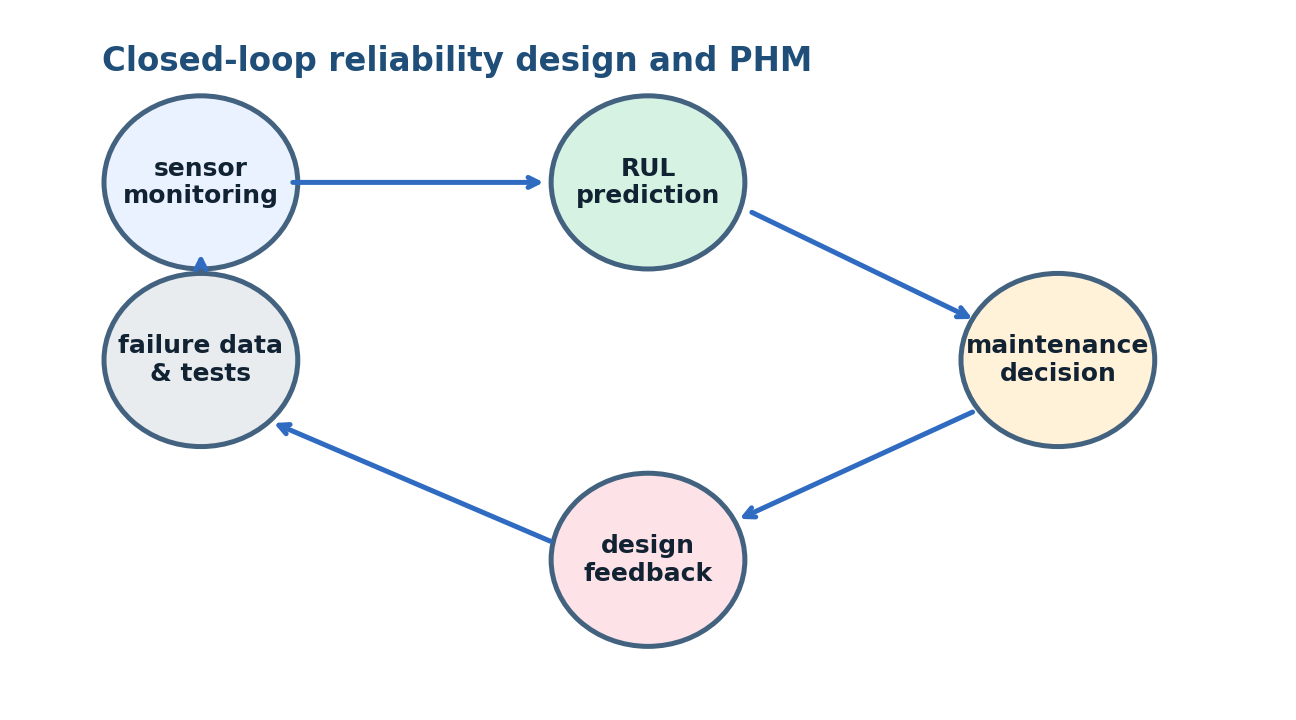 Closed-loop reliability design and PHM
sensor
monitoring
RUL
prediction
failure data
& tests
maintenance
decision
design
feedback